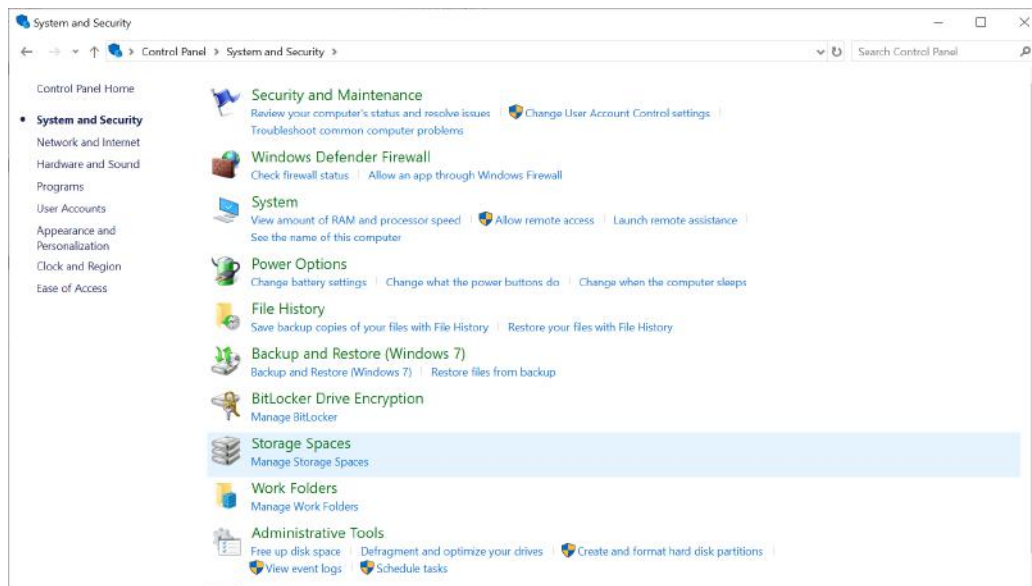 System and Security
Control Panel > System and Security >
Search Control Panel
Control Panel Home
System and Security
Network and Internet
Hardware and Sound
Programs
User Accounts
Appearance and
Personalization
Clock and Region
Ease of Access
Security and Maintenance
Review your computer's status and resolve issues | Change User Account Control settings |
Troubleshoot common computer problems
Windows Defender Firewall
Check firewall status | Allow an app through Windows Firewall
System
View amount of RAM and processor speed | Allow remote access | Launch remote assistance |
See the name of this computer
Power Options
Change battery settings | Change what the power buttons do | Change when the computer sleeps
File History
Save backup copies of your files with File History | Restore your files with File History
Backup and Restore (Windows 7)
Backup and Restore (Windows 7) | Restore files from backup
BitLocker Drive Encryption
Manage BitLocker
Storage Spaces
Manage Storage Spaces
Work Folders
Manage Work Folders
Administrative Tools
Free up disk space | Defragment and optimize your drives | Create and format hard disk partitions |
View event logs | Schedule tasks